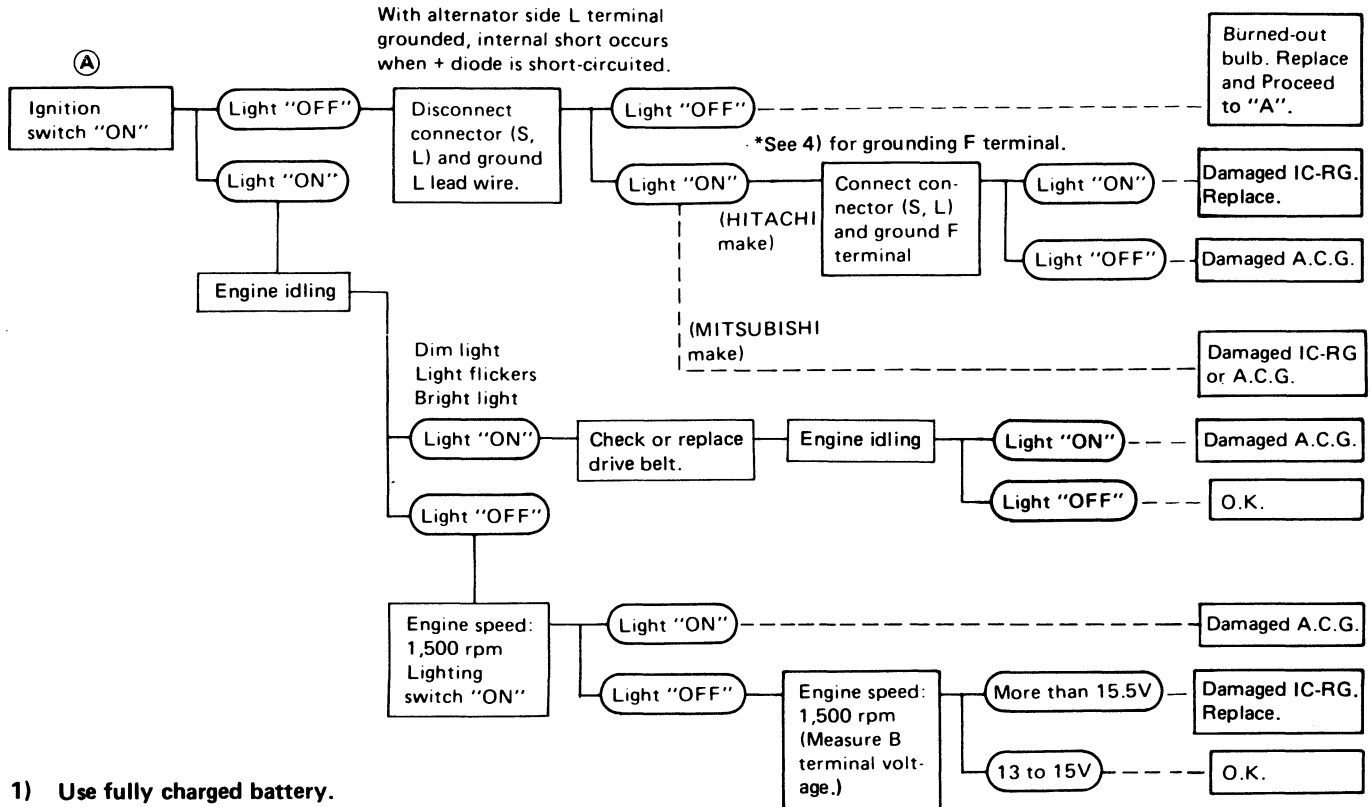 With alternator side L terminal
grounded, internal short occurs
when + diode is short-circuited.
A
Ignition
switch "ON"
Light "OFF"
Disconnect
connector (S,
L) and ground
L lead wire.
Light "OFF"
Burned-out
bulb. Replace
and Proceed
to "A".
*See 4) for grounding F terminal.
Light "ON"
Light "ON"
(HITACHI
make)
Connect con-
nector (S, L)
and ground F
terminal
Light "ON"
Damaged IC-RG.
Replace.
Light "OFF"
Damaged A.C.G.
(MITSUBISHI
make)
Damaged IC-RG
or A.C.G.
Engine idling
Dim light
Light flickers
Bright light
Light "ON"
Check or replace
drive belt.
Engine idling
Light "ON"
Damaged A.C.G.
Light "OFF"
O.K.
Light "OFF"
Engine speed:
1,500 rpm
Lighting
switch "ON"
Light "ON"
Damaged A.C.G.
Light "OFF"
Engine speed:
1,500 rpm
(Measure B
terminal volt-
age.)
More than 15.5V
Damaged IC-RG.
Replace.
13 to 15V
O.K.
1) Use fully charged battery.